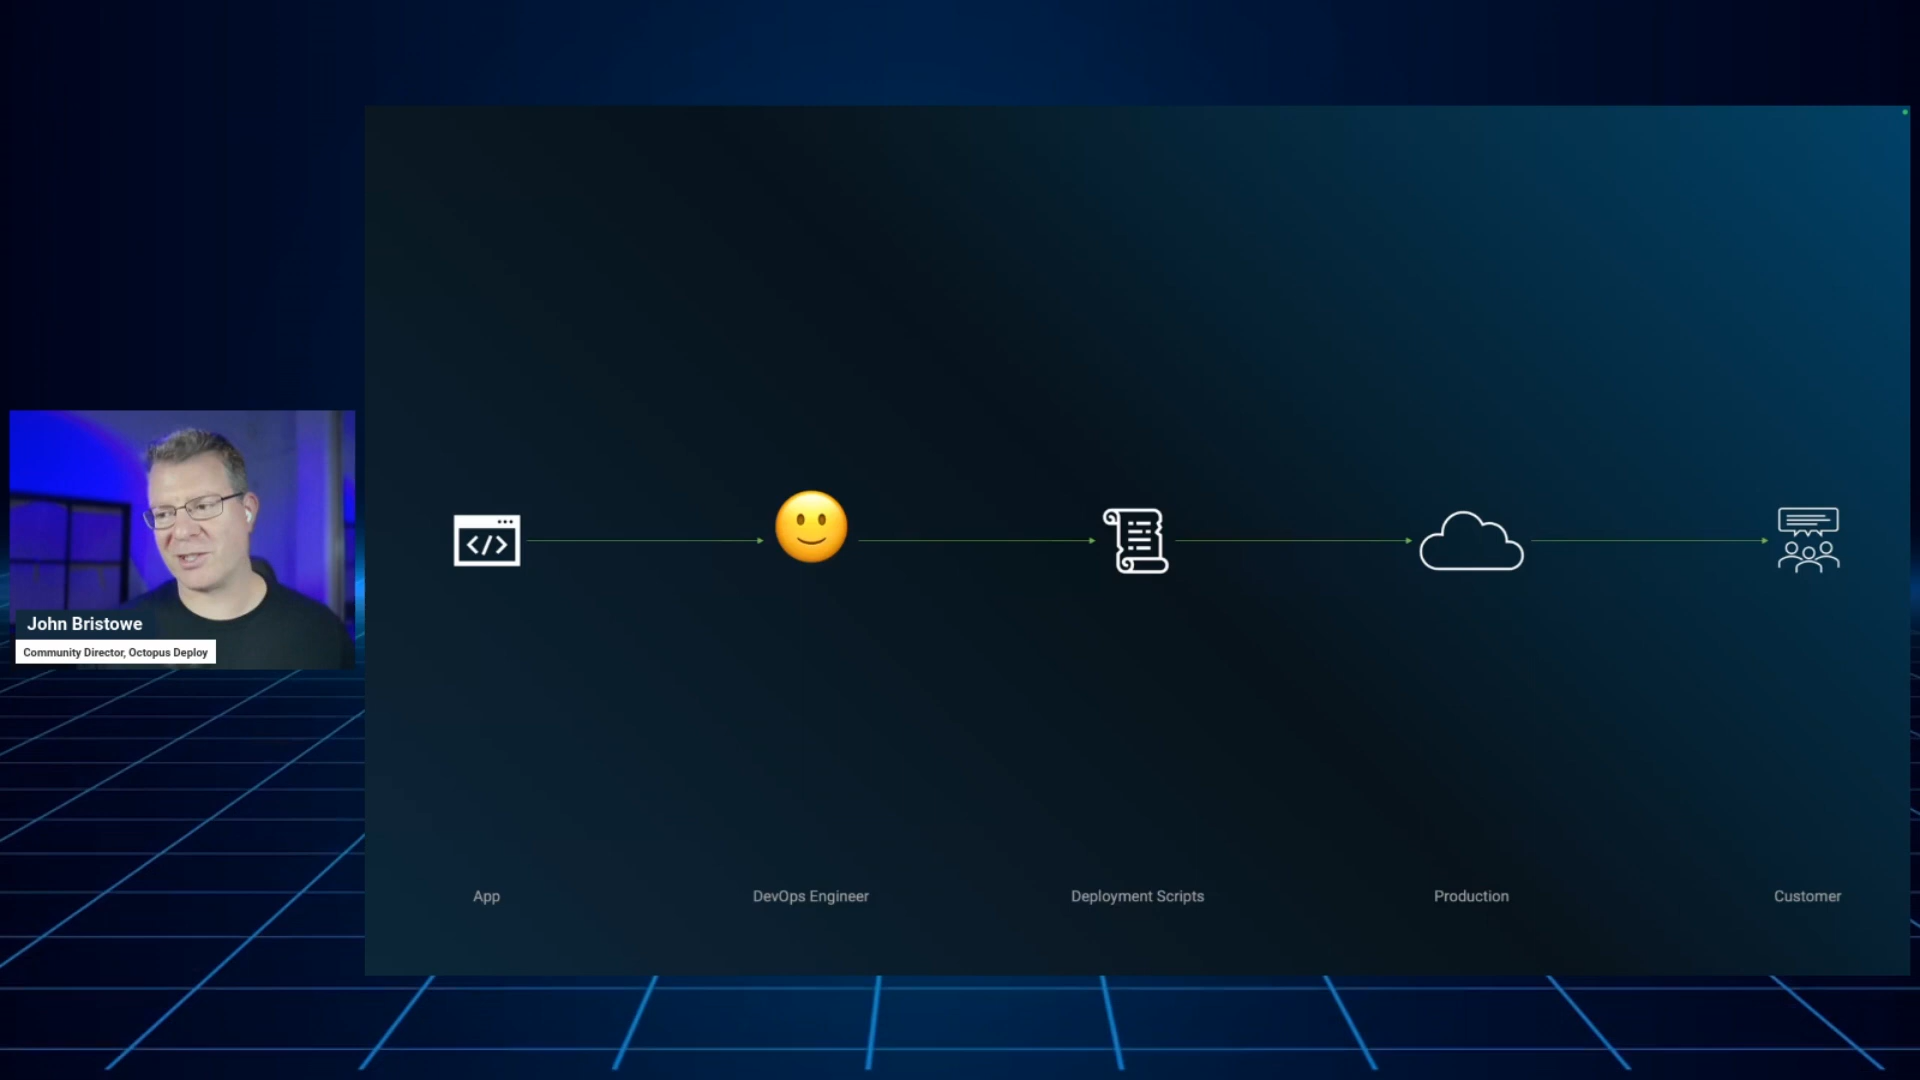 John Bristowe
Community Director, Octopus Deploy
</>
App
DevOps Engineer
Deployment Scripts
Production
Customer